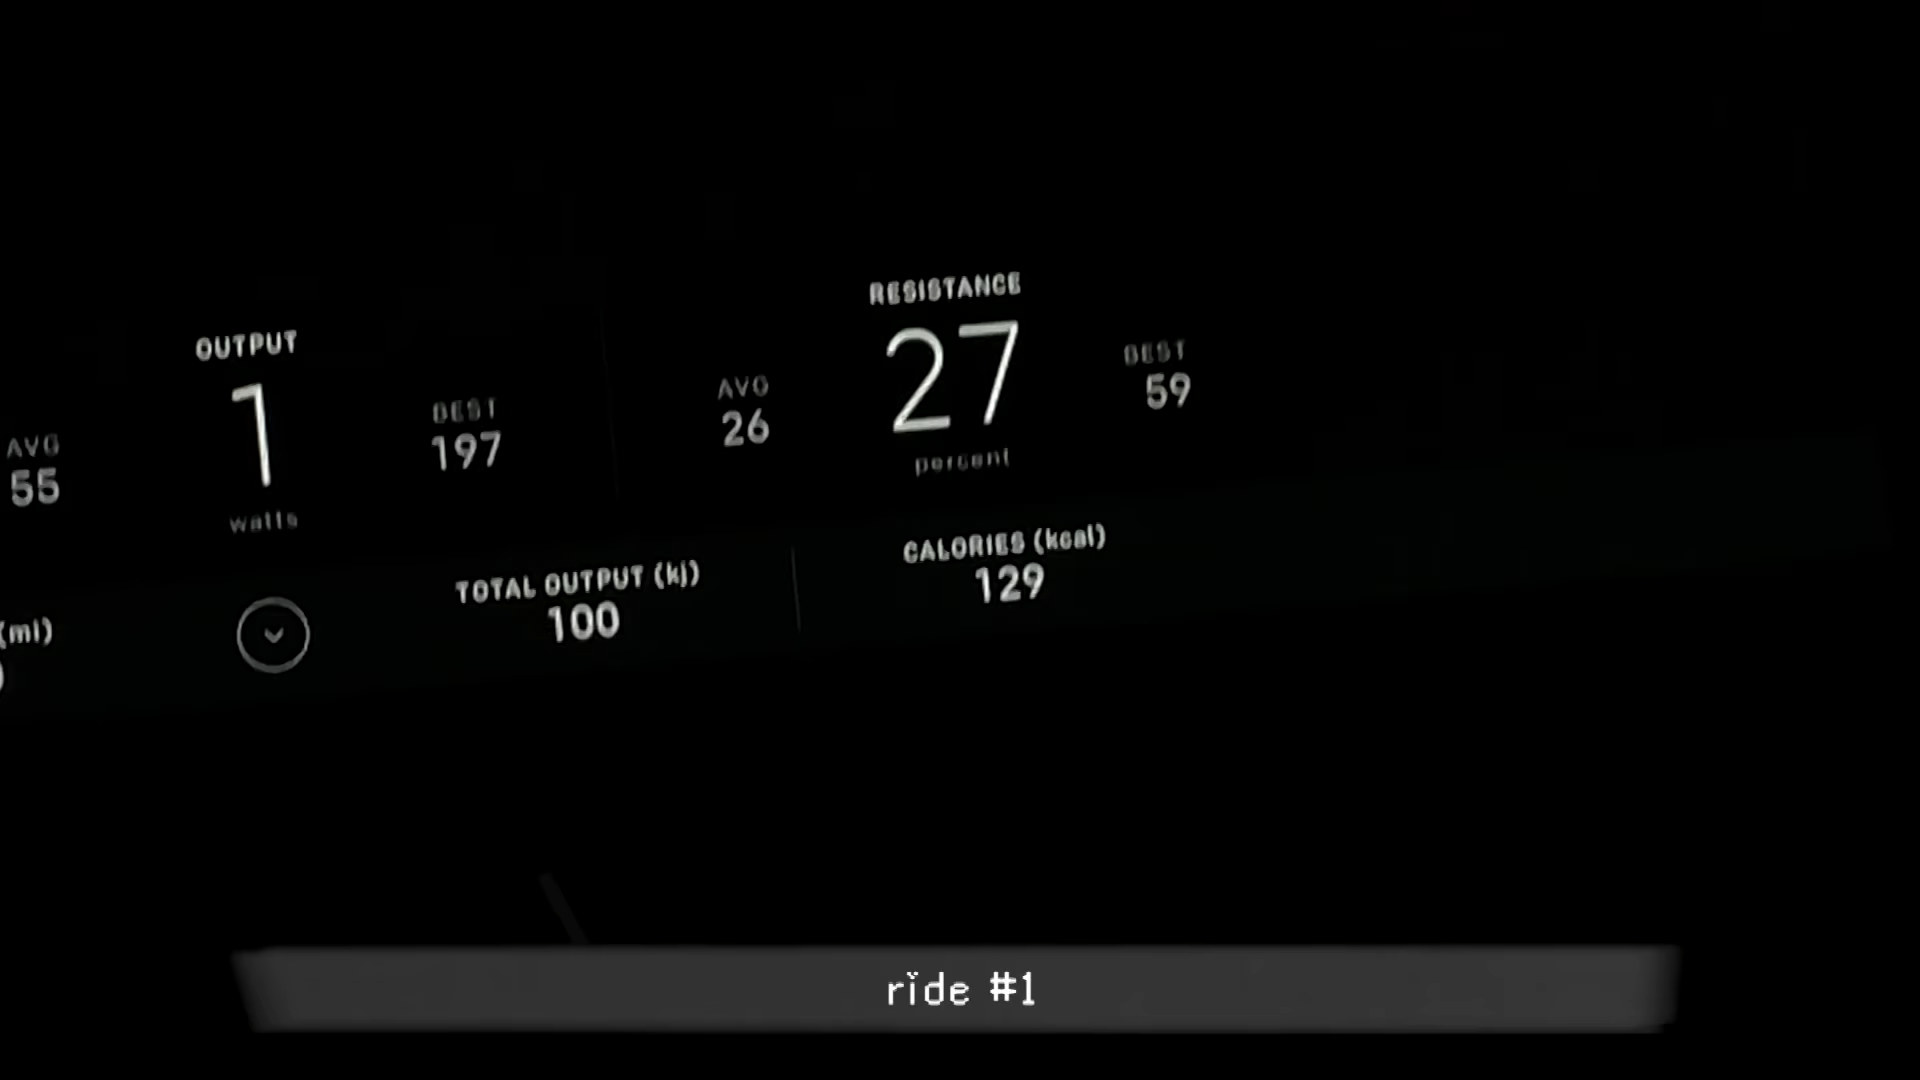 OUTPUT
AVG
55
1
watts
BEST
197
RESISTANCE
AVG
26
27
percent
BEST
59
(mi)
TOTAL OUTPUT (kj)
100
CALORIES (kcal)
129
ride #1